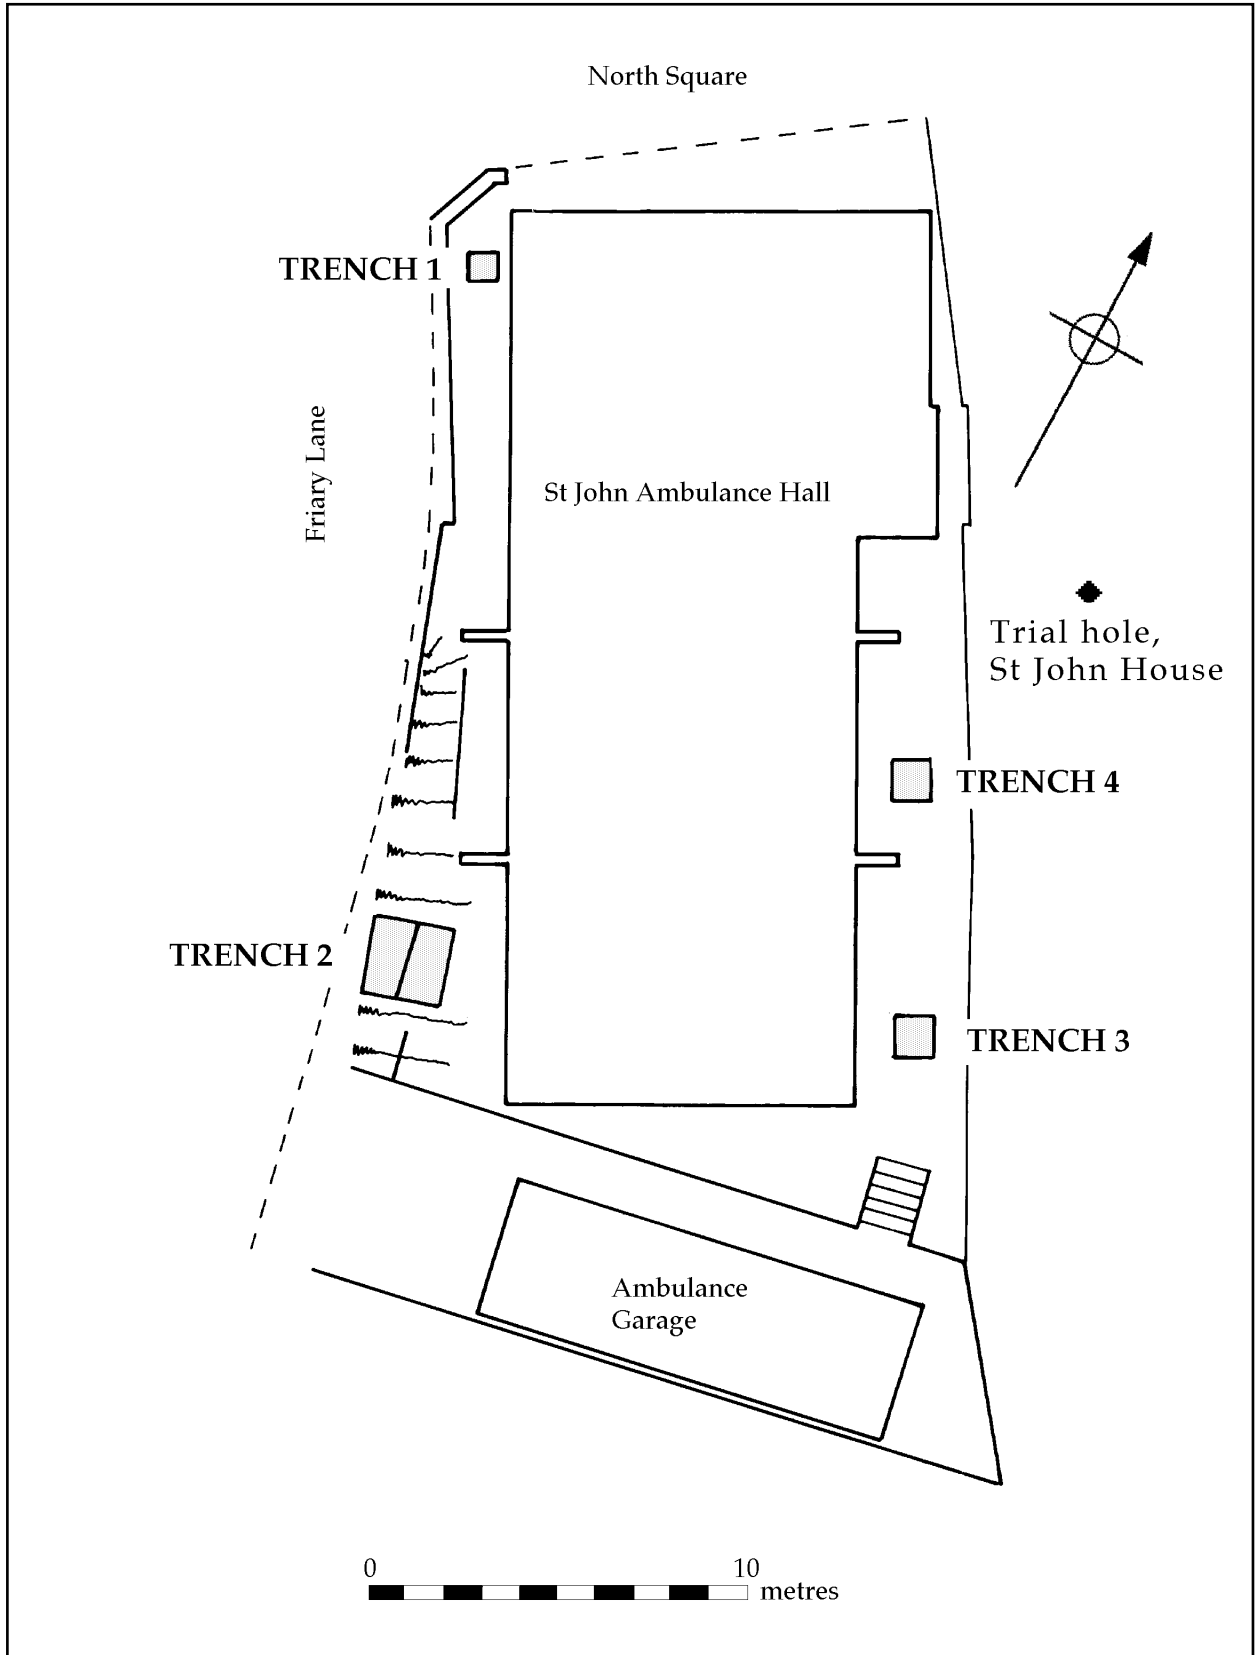 North Square
TRENCH 1
Friary Lane
St John Ambulance Hall
Trial hole,
St John House
TRENCH 4
TRENCH 2
TRENCH 3
Ambulance
Garage
0 10
metres